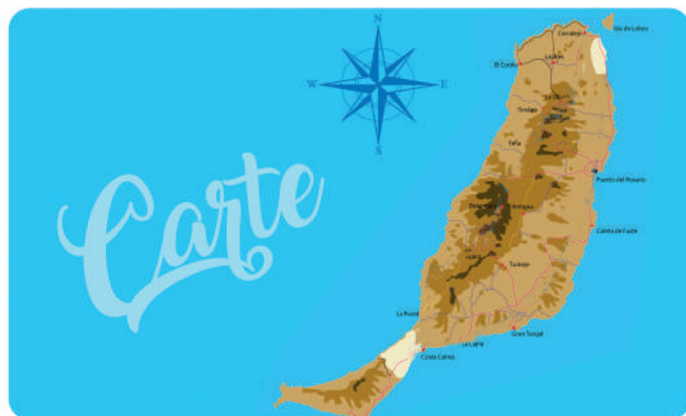 N
Isla de Lobos
Corralejo
Lajares
El Cotillo
W
E
La Oliva
Tindaya
S
Tefía
Puerto del Rosario
Carte
Antigua
Caleta de Fuste
Tuineje
La Pared
Gran Tarajal
La Lajita
Costa Calma